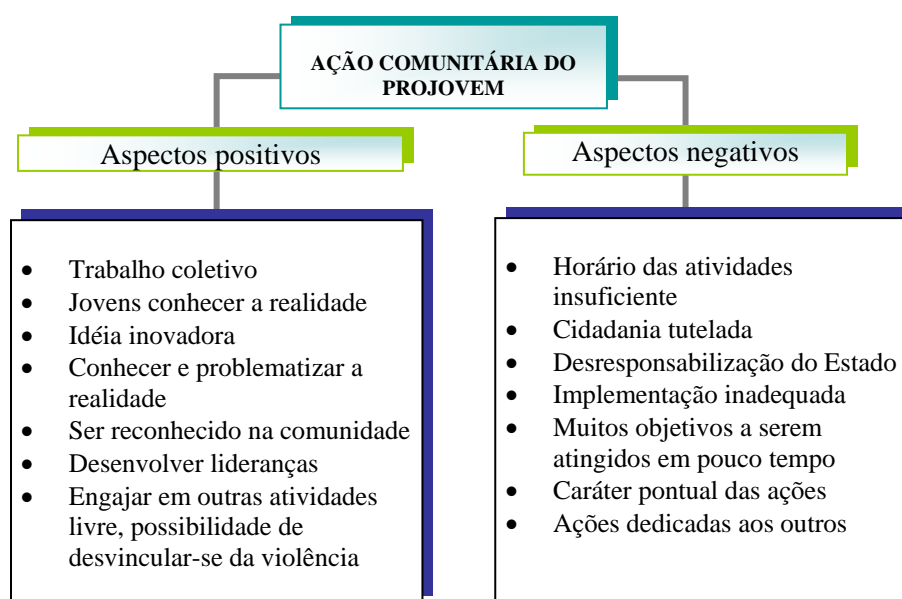 AÇÃO COMUNITÁRIA DO
PROJOVEM
Aspectos positivos
• Trabalho coletivo
• Jovens conhecer a realidade
• Idéia inovadora
• Conhecer e problematizar a
realidade
• Ser reconhecido na comunidade
• Desenvolver lideranças
• Engajar em outras atividades
livre, possibilidade de
desvincular-se da violência
Aspectos negativos
• Horário das atividades
insuficiente
• Cidadania tutelada
• Desresponsabilização do Estado
• Implementação inadequada
• Muitos objetivos a serem
atingidos em pouco tempo
• Caráter pontual das ações
• Ações dedicadas aos outros